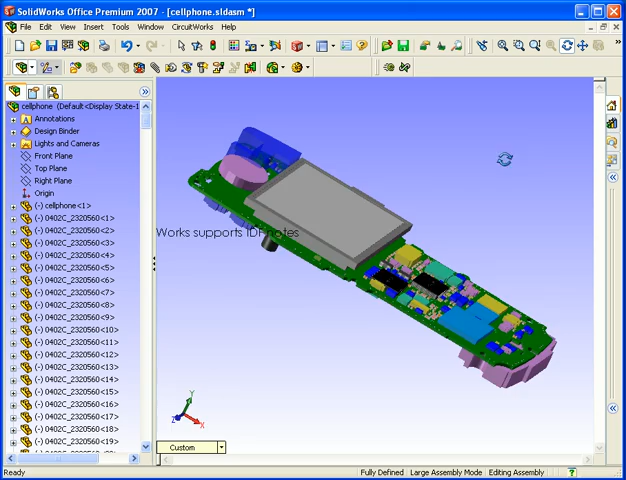 SolidWorks Office Premium 2007 - [cellphone.sldasm *]
File Edit View Insert Tools Window CircuitWorks Help
cellphone (Default<Display State-1
Annotations
Design Binder
Lights and Cameras
Front Plane
Top Plane
Right Plane
Origin
(-) cellphone<1>
(-) 0402C_2320560<1>
(-) 0402C_2320560<2>
(-) 0402C_2320560<3>
(-) 0402C_2320560<4>
(-) 0402C_2320560<5>
(-) 0402C_2320560<6>
(-) 0402C_2320560<7>
(-) 0402C_2320560<8>
(-) 0402C_2320560<9>
(-) 0402C_2320560<10>
(-) 0402C_2320560<11>
(-) 0402C_2320560<12>
(-) 0402C_2320560<13>
(-) 0402C_2320560<14>
(-) 0402C_2320560<15>
(-) 0402C_2320560<16>
(-) 0402C_2320560<17>
(-) 0402C_2320560<18>
(-) 0402C_2320560<19>
Works supports IDF notes
Y
Z
X
Custom
Ready
Fully Defined Large Assembly Mode Editing Assembly